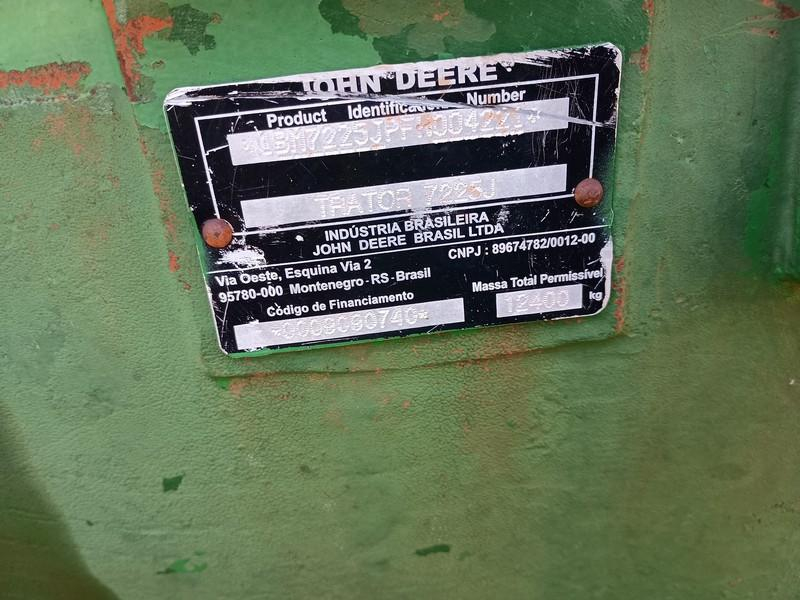 JOHN DEERE
Product Identification Number
TRATOR 7225J
INDÚSTRIA BRASILEIRA
JOHN DEERE BRASIL LTDA
CNPJ : 89674782/0012-00
Via Oeste, Esquina Via 2
95780-000 Montenegro - RS - Brasil
Código de Financiamento
Massa Total Permissível
12400 kg